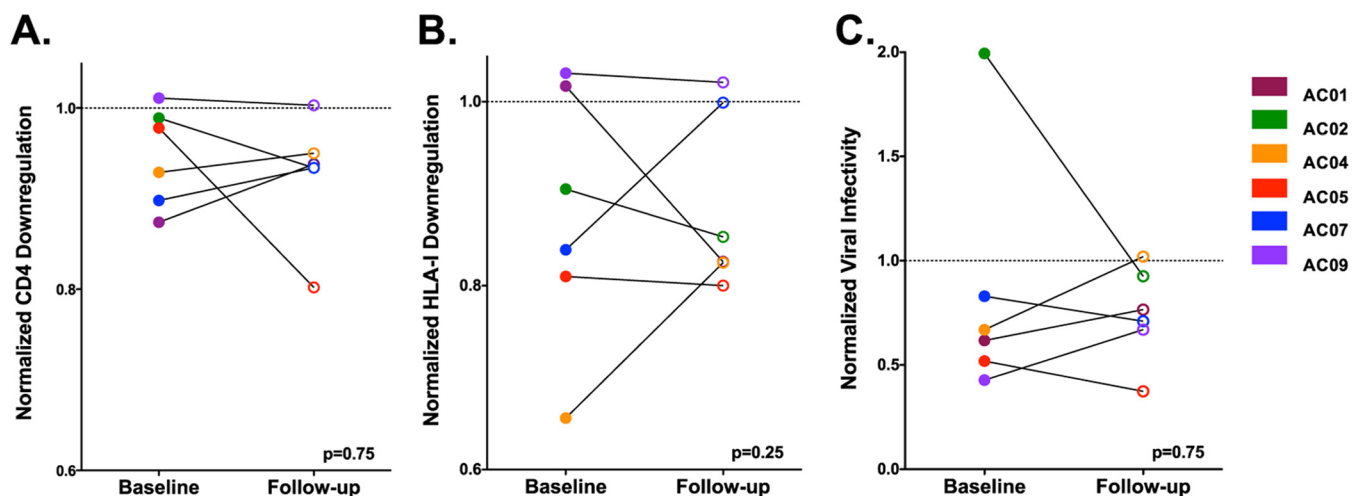 A.
Normalized CD4 Downregulation
1.0
0.8
0.6
p=0.75
Baseline Follow-up
B.
Normalized HLA-I Downregulation
1.0
0.8
0.6
p=0.25
Baseline Follow-up
C.
Normalized Viral Infectivity
2.0
1.5
1.0
0.5
0.0
p=0.75
Baseline Follow-up
AC01
AC02
AC04
AC05
AC07
AC09